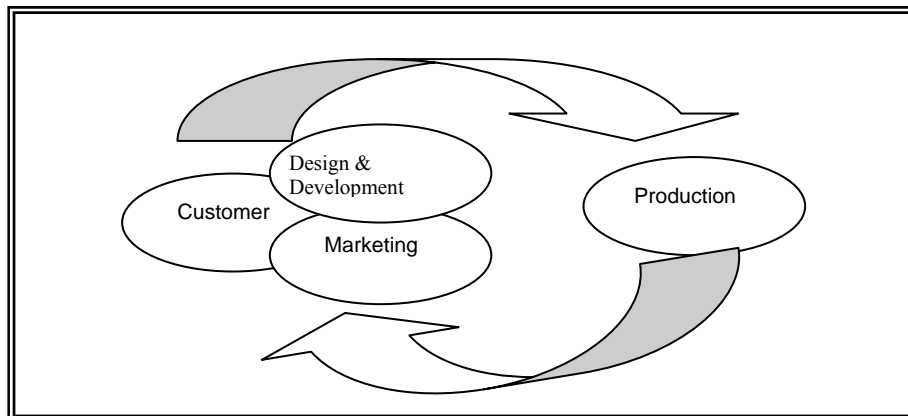 Design &
Development
Customer
Production
Marketing